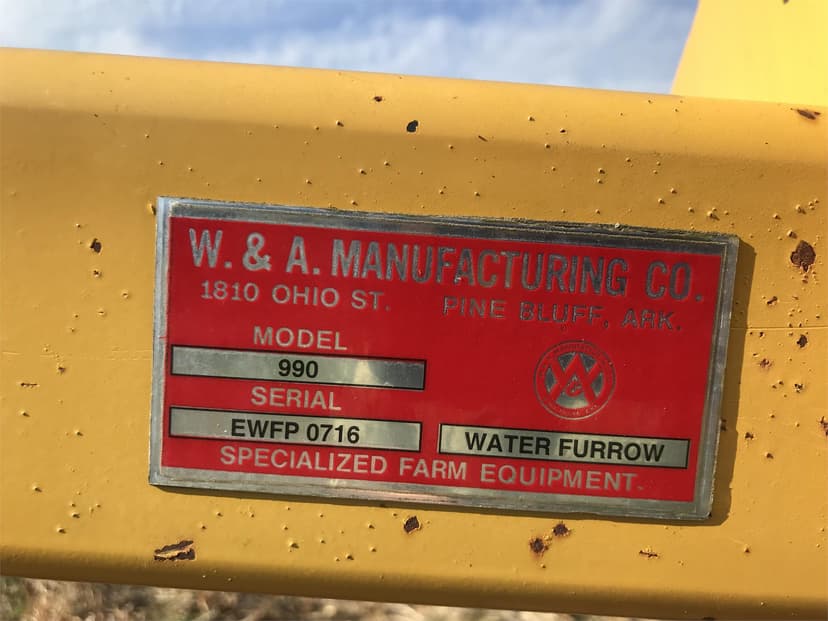 W. & A. MANUFACTURING CO.
1810 OHIO ST. PINE BLUFF, ARK.
MODEL
990
SERIAL
EWFP 0716
WATER FURROW
SPECIALIZED FARM EQUIPMENT